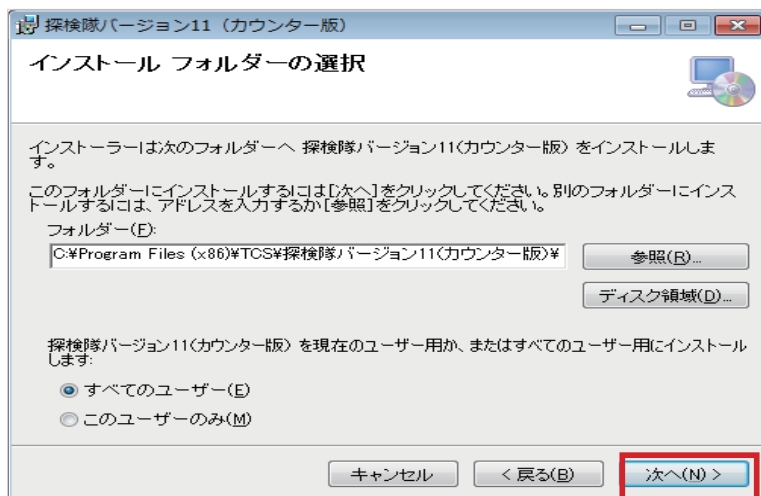 探検隊バージョン11（カウンター版）
インストール フォルダーの選択
インストーラーは次のフォルダーへ 探検隊バージョン11(カウンター版) をインストールしま
す。
このフォルダーにインストールするには[次へ]をクリックしてください。別のフォルダーにインス
トールするには、アドレスを入力するか[参照]をクリックしてください。
フォルダー(F):
C:¥Program Files (x86)¥TCS¥探検隊バージョン11(カウンター版)¥
参照(R)...
ディスク領域(D)...
探検隊バージョン11(カウンター版) を現在のユーザー用か、またはすべてのユーザー用にインストール
します:
すべてのユーザー(E)
このユーザーのみ(M)
キャンセル
< 戻る(B)
次へ(N) >